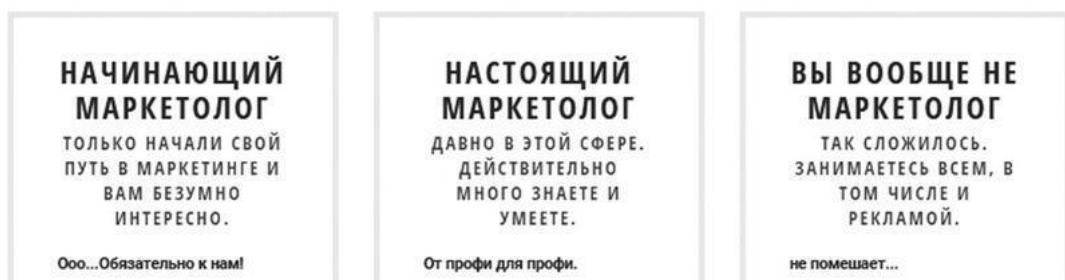 НАЧИНАЮЩИЙ
МАРКЕТОЛОГ
ТОЛЬКО НАЧАЛИ СВОЙ
ПУТЬ В МАРКЕТИНГЕ И
ВАМ БЕЗУМНО
ИНТЕРЕСНО.
Ооо...Обязательно к нам!
НАСТОЯЩИЙ
МАРКЕТОЛОГ
ДАВНО В ЭТОЙ СФЕРЕ.
ДЕЙСТВИТЕЛЬНО
МНОГО ЗНАЕТЕ И
УМЕЕТЕ.
От профи для профи.
ВЫ ВООБЩЕ НЕ
МАРКЕТОЛОГ
ТАК СЛОЖИЛОСЬ.
ЗАНИМАЕТЕСЬ ВСЕМ, В
ТОМ ЧИСЛЕ И
РЕКЛАМОЙ.
не помешает...